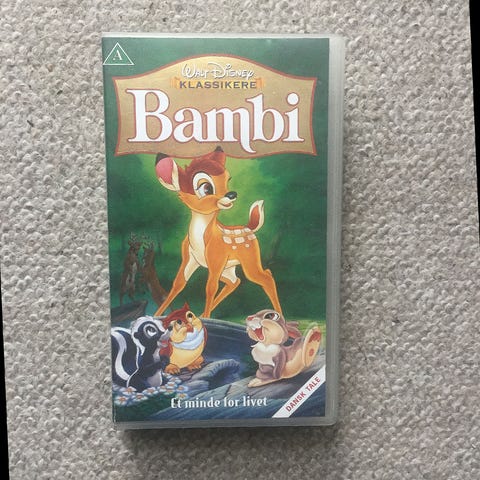 A
Walt Disney
KLASSIKERE
Bambi
Et minde for livet
DANSK TALE